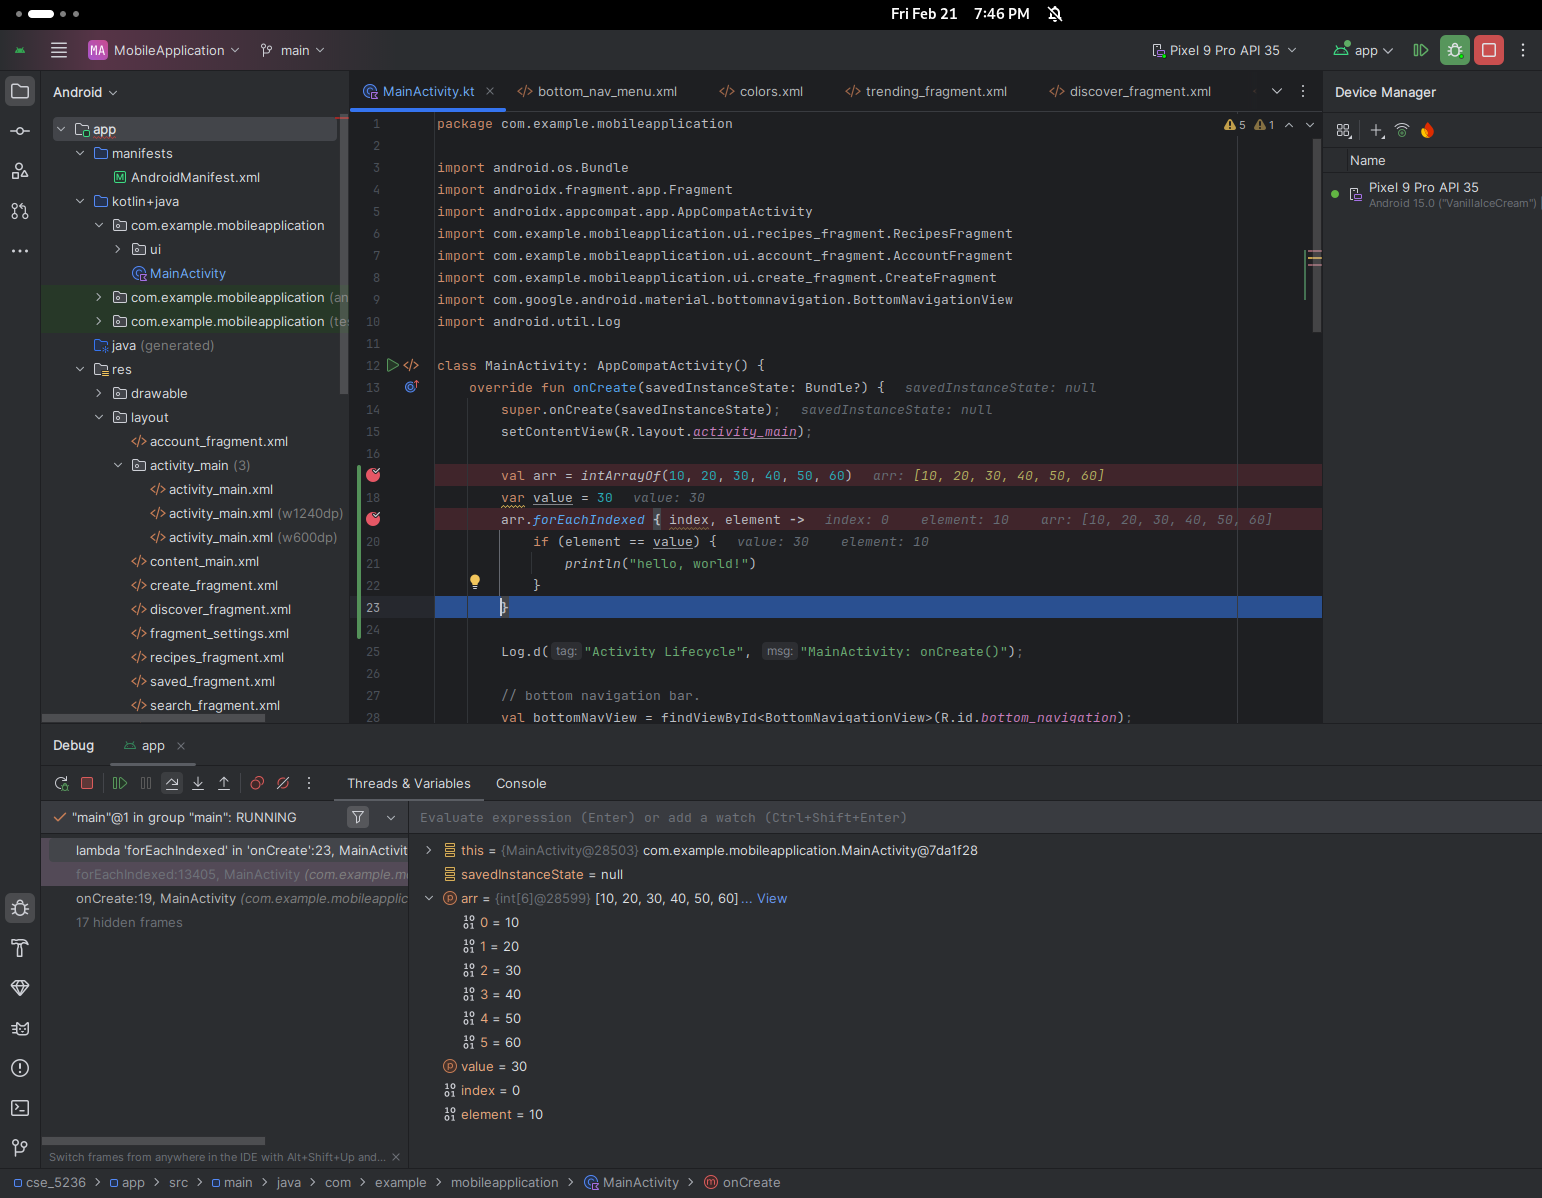 Fri Feb 21 7:46 PM
MA MobileApplication main Pixel 9 Pro API 35 app
Android
MainActivity.kt bottom_nav_menu.xml colors.xml trending_fragment.xml discover_fragment.xml
Device Manager
app
manifests
AndroidManifest.xml
kotlin+java
com.example.mobileapplication
ui
MainActivity
com.example.mobileapplication (an
com.example.mobileapplication (te
java (generated)
res
drawable
layout
account_fragment.xml
activity_main (3)
activity_main.xml
activity_main.xml (w1240dp)
activity_main.xml (w600dp)
content_main.xml
create_fragment.xml
discover_fragment.xml
fragment_settings.xml
recipes_fragment.xml
saved_fragment.xml
search_fragment.xml
5 1
1 package com.example.mobileapplication
2
3 import android.os.Bundle
4 import androidx.fragment.app.Fragment
5 import androidx.appcompat.app.AppCompatActivity
6 import com.example.mobileapplication.ui.recipes_fragment.RecipesFragment
7 import com.example.mobileapplication.ui.account_fragment.AccountFragment
8 import com.example.mobileapplication.ui.create_fragment.CreateFragment
9 import com.google.android.material.bottomnavigation.BottomNavigationView
10 import android.util.Log
11
12 class MainActivity: AppCompatActivity() {
13 override fun onCreate(savedInstanceState: Bundle?) { savedInstanceState: null
14 super.onCreate(savedInstanceState); savedInstanceState: null
15 setContentView(R.layout.activity_main);
16
val arr = intArrayOf(10, 20, 30, 40, 50, 60) arr: [10, 20, 30, 40, 50, 60]
18 var value = 30 value: 30
arr.forEachIndexed { index, element -> index: 0 element: 10 arr: [10, 20, 30, 40, 50, 60]
20 if (element == value) { value: 30 element: 10
21 println("hello, world!")
22 }
23 }
24
25 Log.d( tag: "Activity Lifecycle", msg: "MainActivity: onCreate()");
26
27 // bottom navigation bar.
28 val bottomNavView = findViewById<BottomNavigationView>(R.id.bottom_navigation);
Name
Pixel 9 Pro API 35
Android 15.0 ("VanillaIceCream")
Debug app
Threads & Variables Console
"main"@1 in group "main": RUNNING
lambda 'forEachIndexed' in 'onCreate':23, MainActivit
forEachIndexed:13405, MainActivity (com.example.m
onCreate:19, MainActivity (com.example.mobileapplic
17 hidden frames
Switch frames from anywhere in the IDE with Alt+Shift+Up and...
Evaluate expression (Enter) or add a watch (Ctrl+Shift+Enter)
this = {MainActivity@28503} com.example.mobileapplication.MainActivity@7da1f28
savedInstanceState = null
arr = {int[6]@28599} [10, 20, 30, 40, 50, 60] ... View
0 = 10
1 = 20
2 = 30
3 = 40
4 = 50
5 = 60
value = 30
index = 0
element = 10
cse_5236 > app > src > main > java > com > example > mobileapplication > MainActivity > onCreate